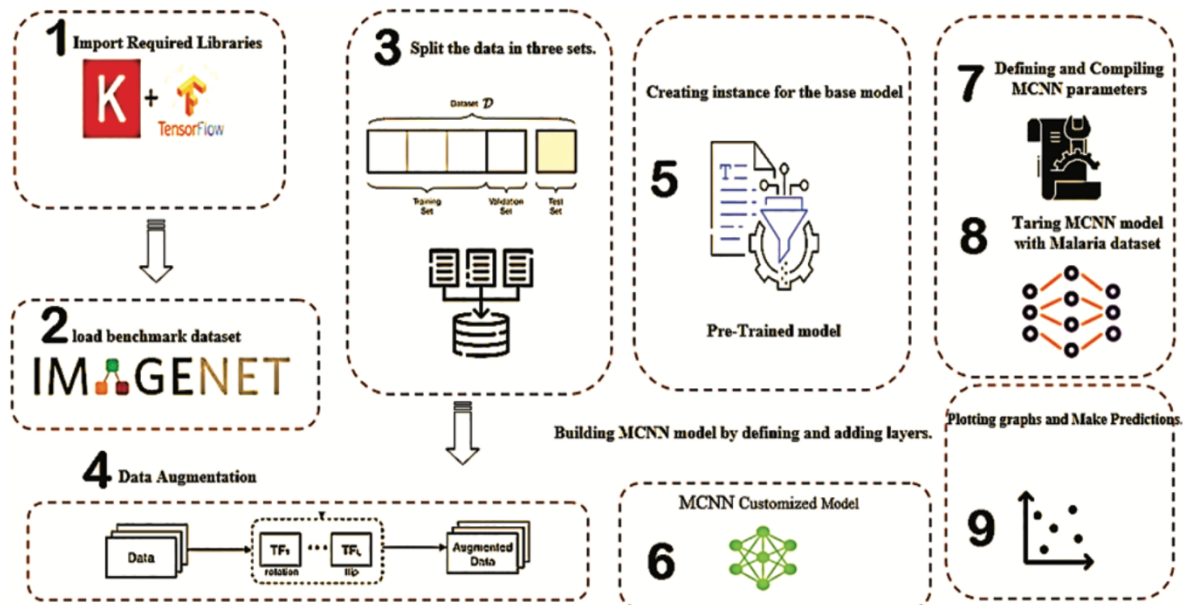 1 Import Required Libraries
K + TensorFlow
2 load benchmark dataset
IMAGENET
3 Split the data in three sets.
Dataset D
Training Set
Validation Set
Test Set
4 Data Augmentation
Data
TF₁ ... TF_L
rotation
flip
Augmented Data
Creating instance for the base model
5
T
Pre-Trained model
Building MCNN model by defining and adding layers.
MCNN Customized Model
6
7 Defining and Compiling
MCNN parameters
8 Taring MCNN model
with Malaria dataset
Plotting graphs and Make Predictions.
9